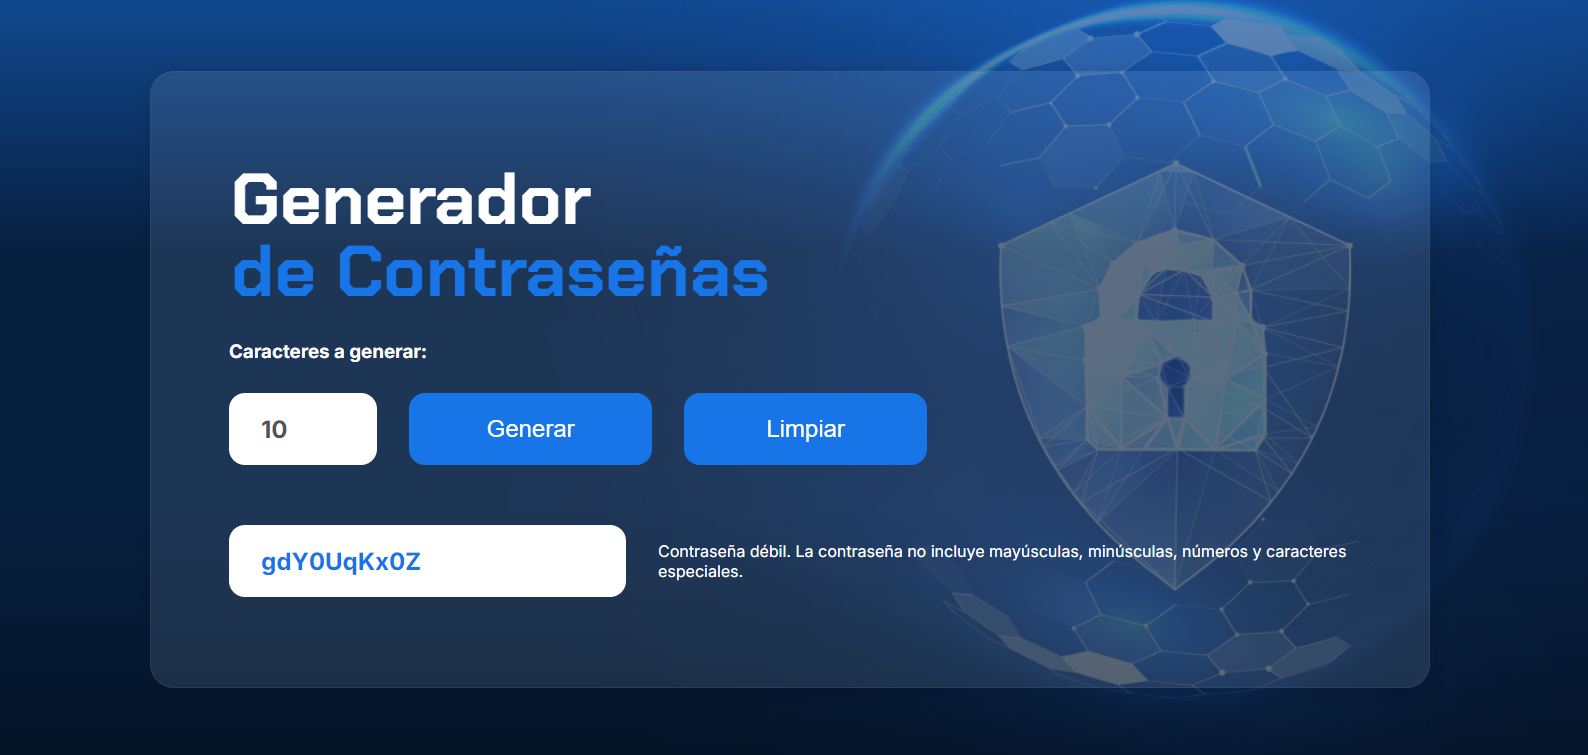 Generador
de Contraseñas
Caracteres a generar:
10
Generar
Limpiar
gdY0UqKx0Z
Contraseña débil. La contraseña no incluye mayúsculas, minúsculas, números y caracteres
especiales.